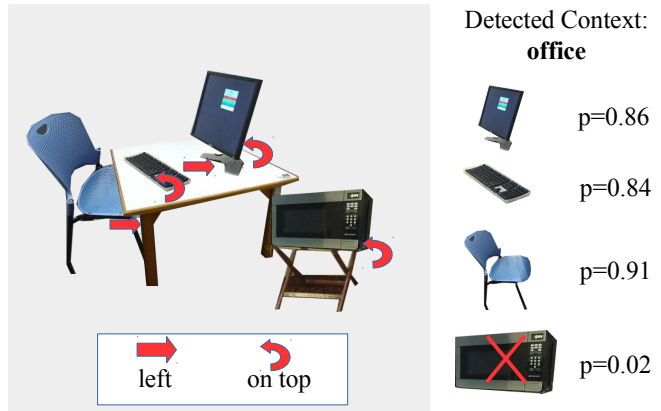 Detected Context:
office
p=0.86
p=0.84
p=0.91
p=0.02
left
on top